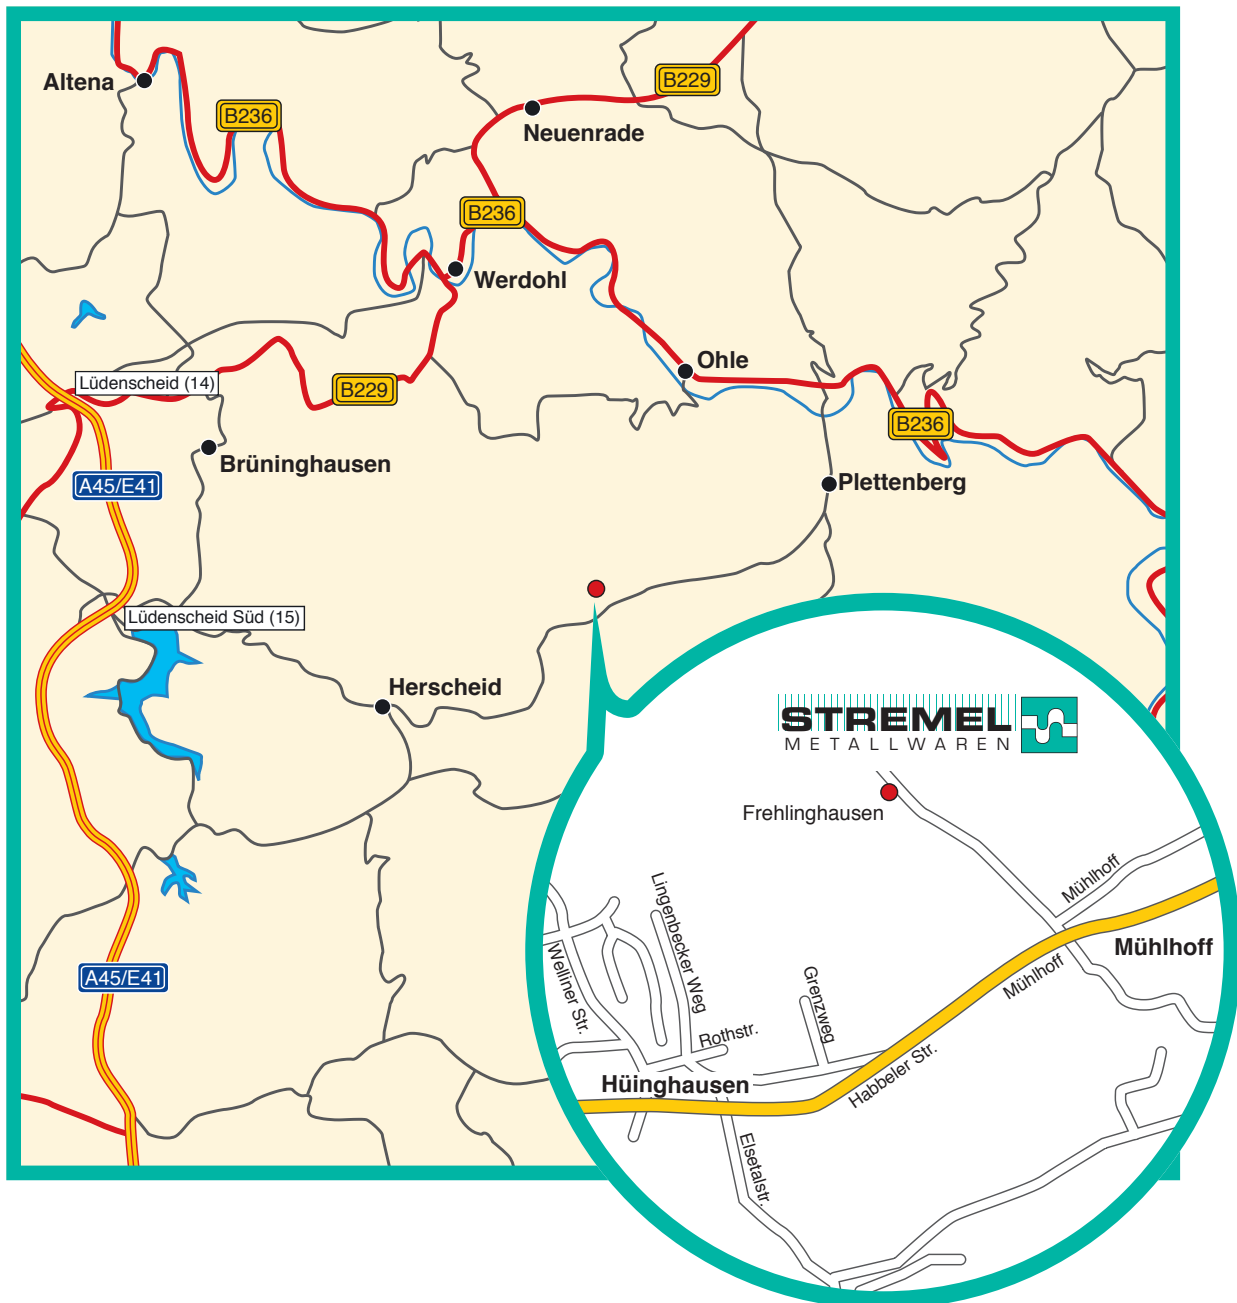 Altena
B236
B229
Neuenrade
B236
Werdohl
Ohle
Lüdenscheid (14)
B229
B236
Brüninghausen
A45/E41
Plettenberg
Lüdenscheid Süd (15)
Herscheid
STREMEL
METALLWAREN
Frehlinghausen
Mühlhoff
Lingenbecker Weg
Mühlhoff
Welliner Str.
Mühlhoff
A45/E41
Grenzweg
Rothstr.
Habbeler Str.
Hüinghausen
Elsetalstr.